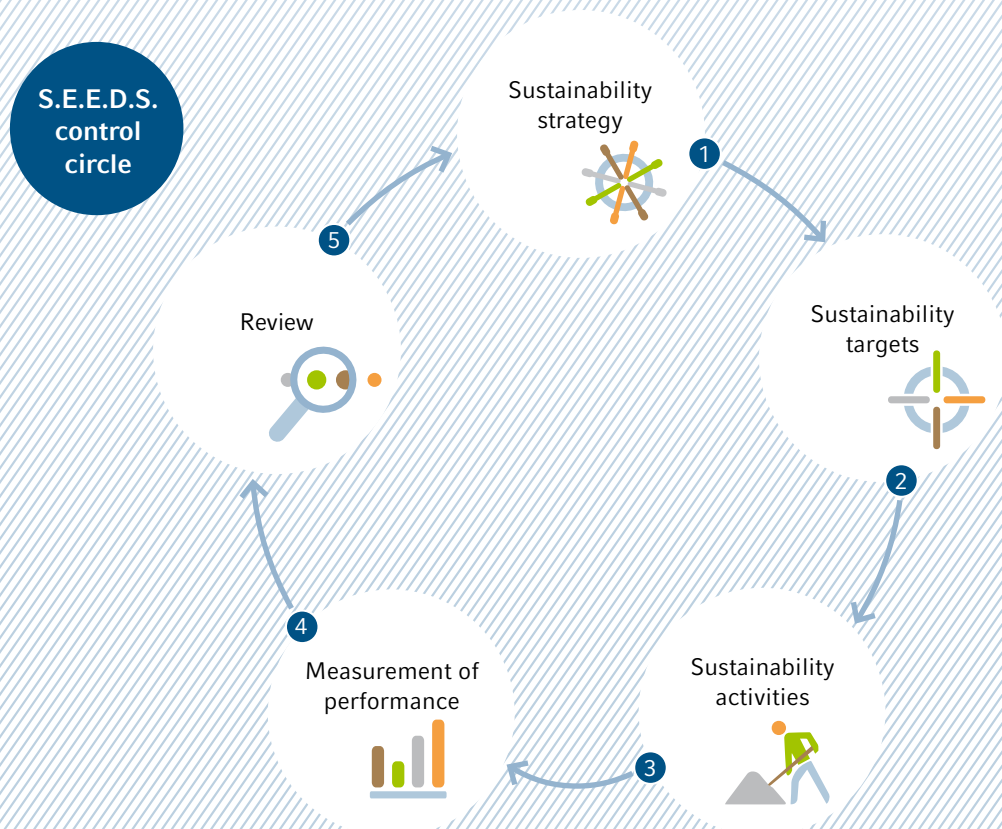 S.E.E.D.S.
control
circle
Sustainability
strategy
1
Sustainability
targets
2
Sustainability
activities
3
Measurement of
performance
4
Review
5